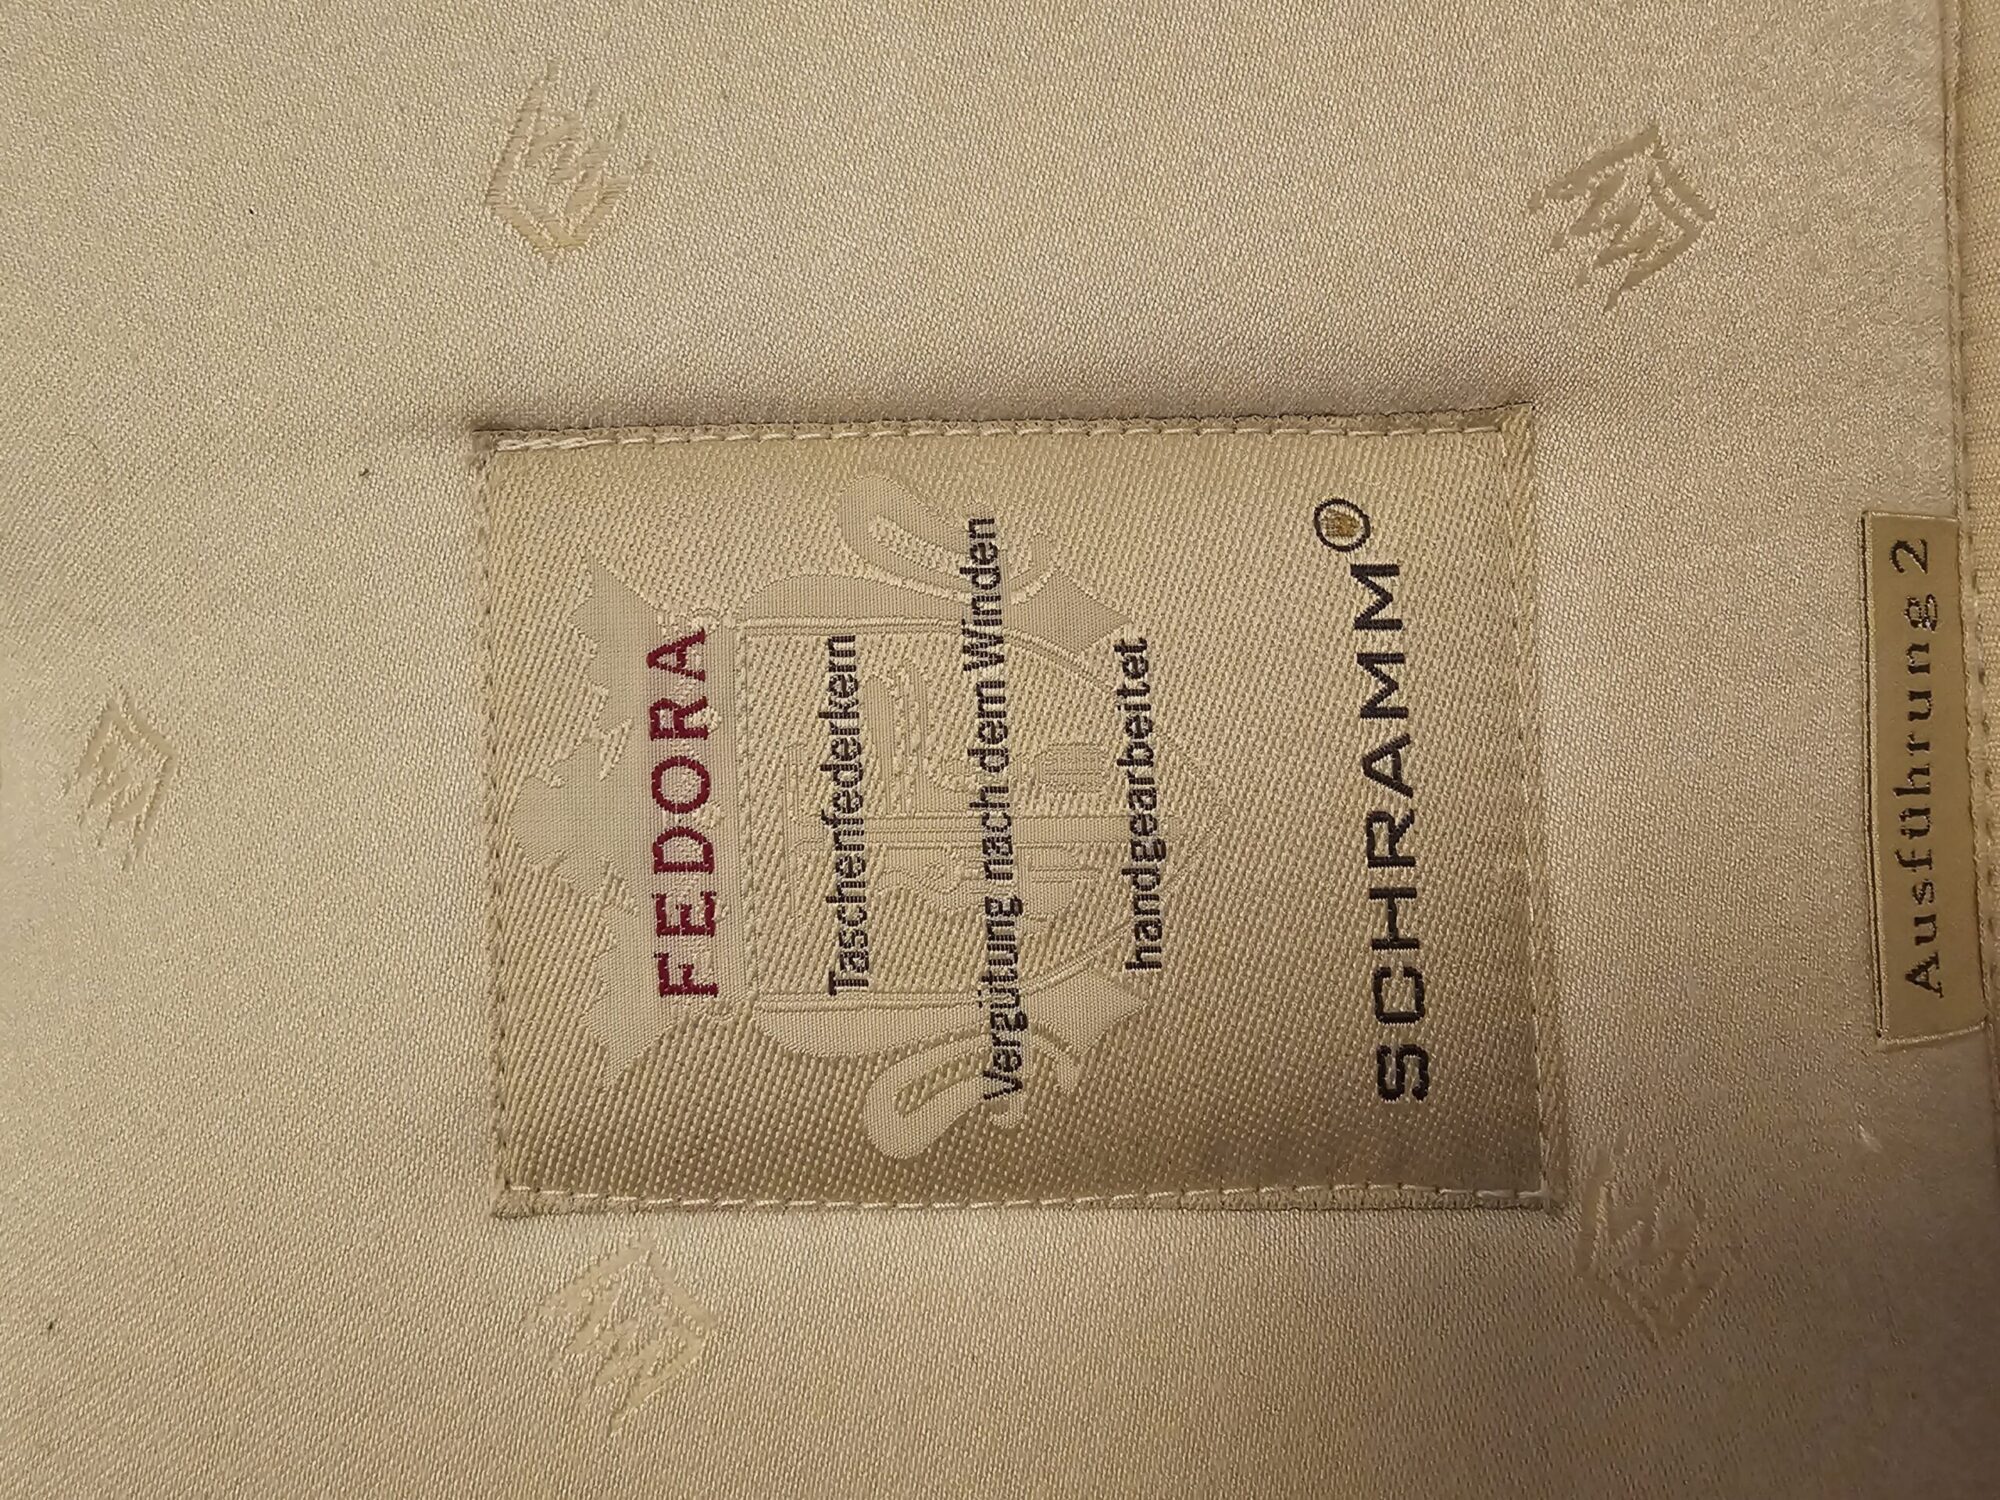 FEDORA
Taschenfederkern
Vergütung nach dem Winden
handgearbeitet
SCHRAMM
Ausführung 2